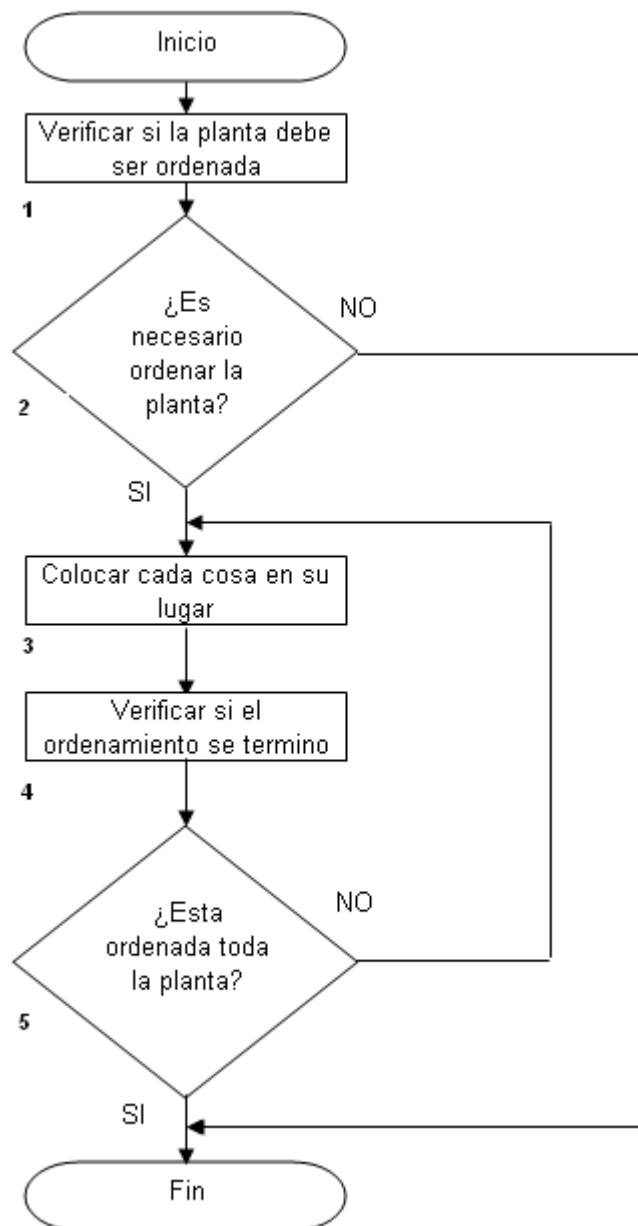 Inicio
Verificar si la planta debe
ser ordenada
1
¿Es
necesario
ordenar la
planta?
NO
2
SI
Colocar cada cosa en su
lugar
3
Verificar si el
ordenamiento se termino
4
¿Esta
ordenada toda
la planta?
NO
5
SI
Fin